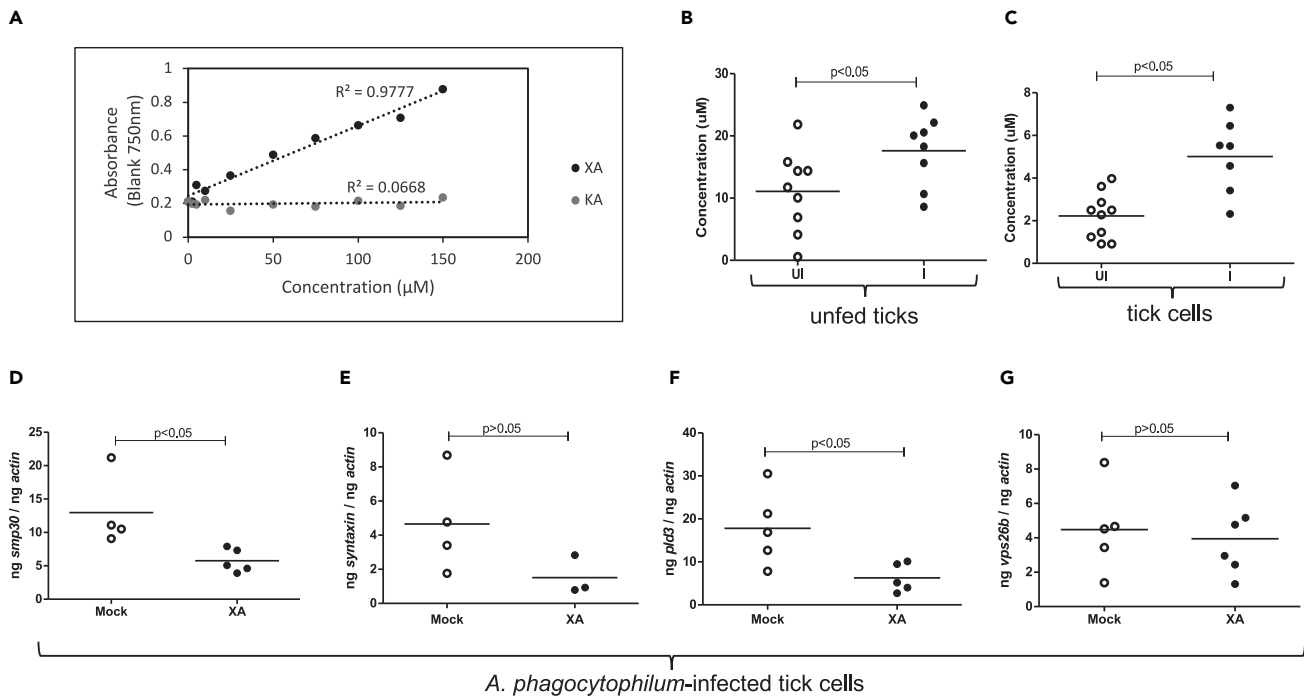 A
Absorbance
(Blank 750nm)
1
0.8
0.6
0.4
0.2
0
R² = 0.9777
R² = 0.0668
XA
KA
0
50
100
150
200
Concentration (µM)
B
p<0.05
Concentration (uM)
30
20
10
0
UI
I
unfed ticks
C
p<0.05
Concentration (uM)
8
6
4
2
0
UI
I
tick cells
D
p<0.05
ng smp30 / ng actin
25
20
15
10
5
0
Mock
XA
E
p>0.05
ng syntaxin / ng actin
10
8
6
4
2
0
Mock
XA
F
p<0.05
ng pld3 / ng actin
40
30
20
10
0
Mock
XA
G
p>0.05
ng vps26b / ng actin
10
8
6
4
2
0
Mock
XA
A. phagocytophilum-infected tick cells